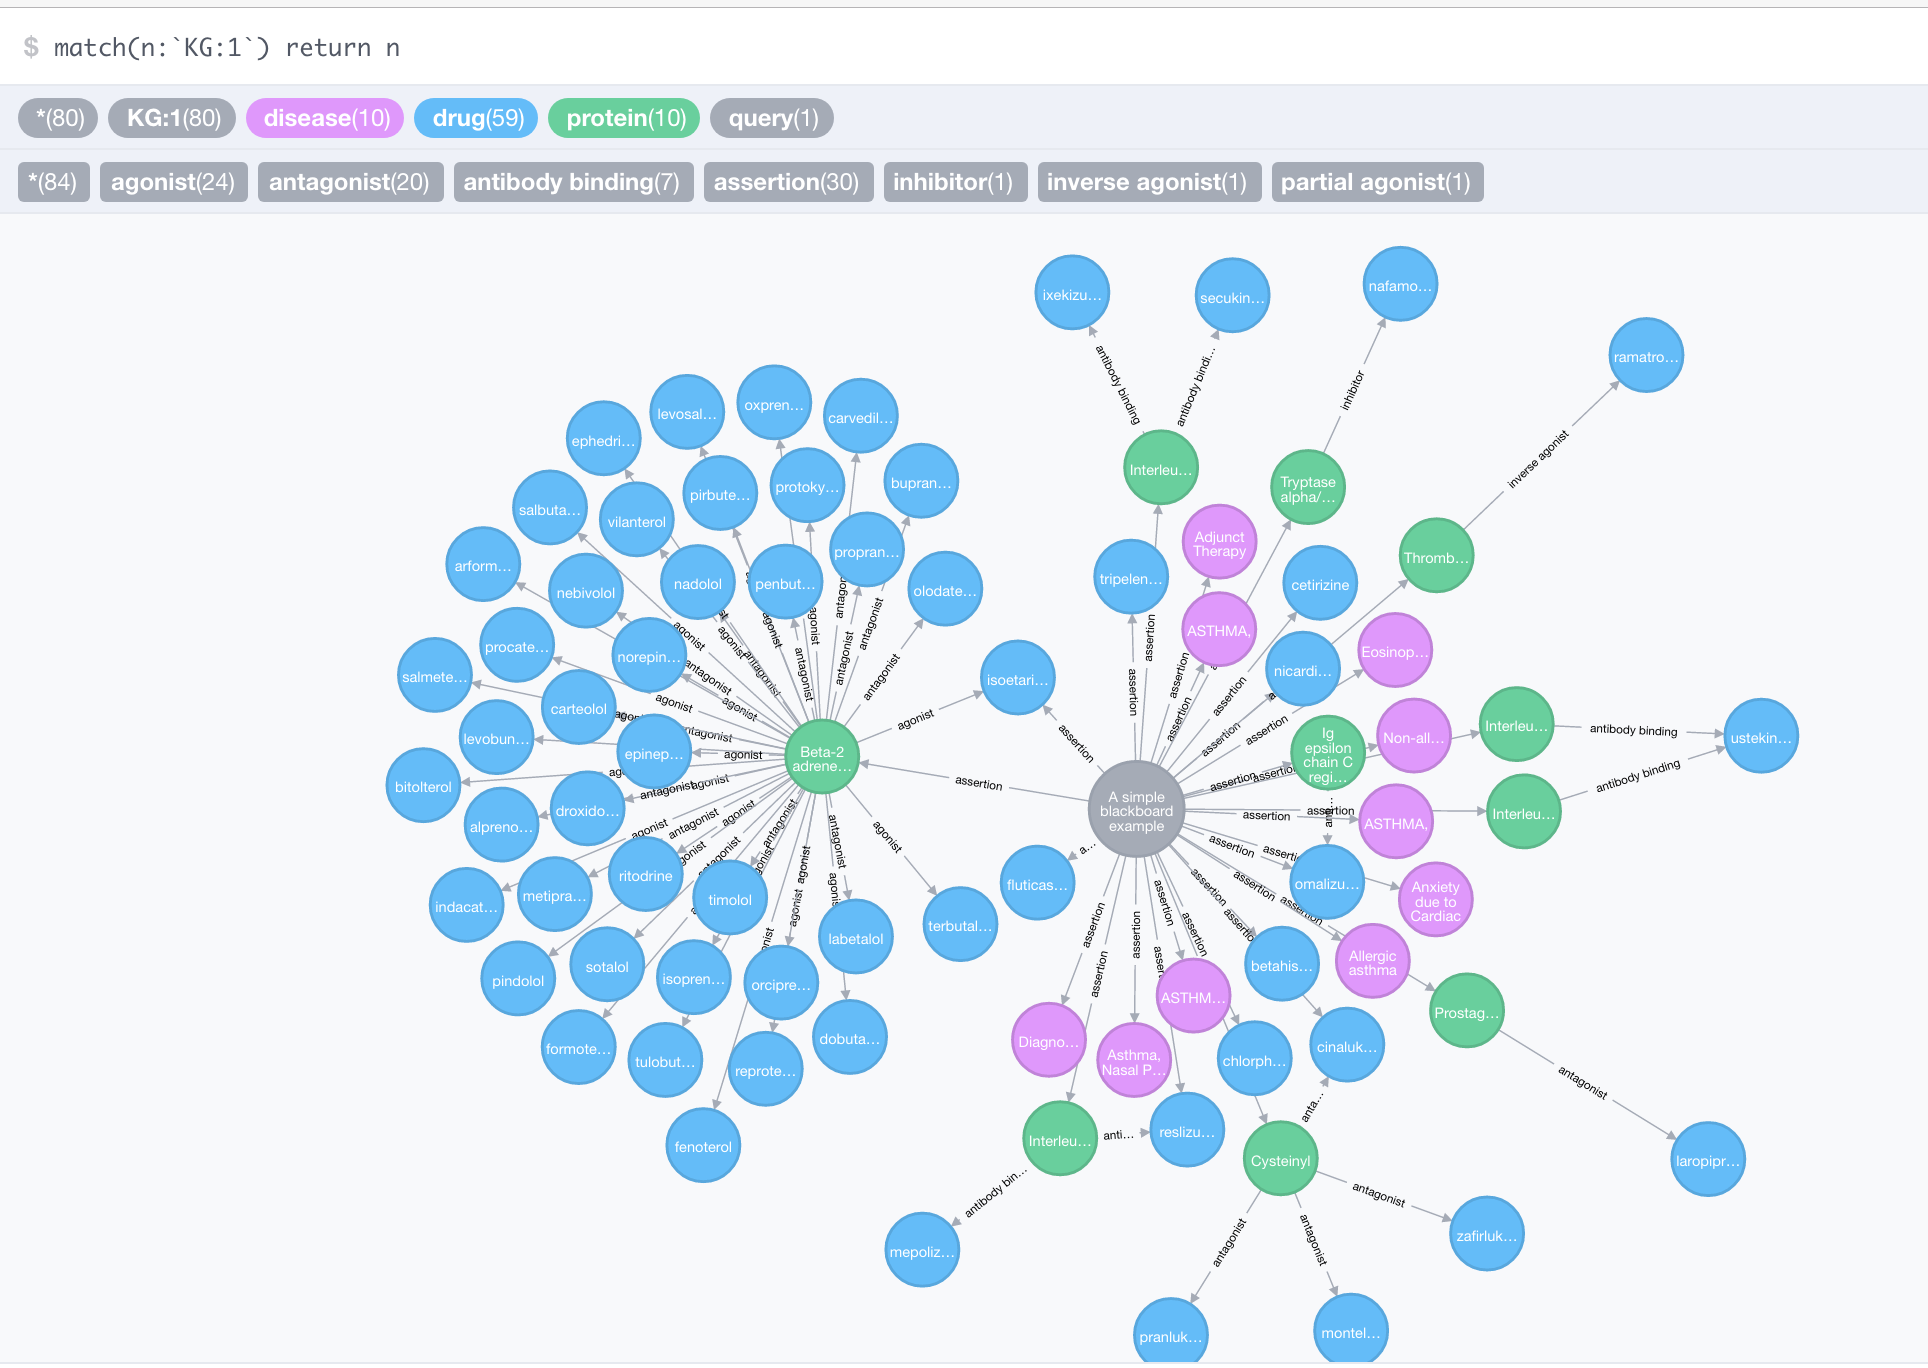 $ match(n:`KG:1`) return n
*(80) KG:1(80) disease(10) drug(59) protein(10) query(1)
*(84) agonist(24) antagonist(20) antibody binding(7) assertion(30) inhibitor(1) inverse agonist(1) partial agonist(1)
ixekizu…
secukin…
nafamo…
ramatro…
antibody binding
antibody bindi…
inhibitor
inverse agonist
levosal…
oxpren…
carvedil…
ephedri…
Interleu…
Tryptase
alpha/…
pirbute…
protoky…
bupran…
salbuta…
vilanterol
Adjunct
Therapy
propran…
Thromb…
arform…
nebivolol
nadolol
penbut…
olodate…
tripelen…
cetirizine
procate…
norepin…
ASTHMA,
Eosinop…
salmete…
nicardi…
isoetari…
carteolol
agonist
assertion
levobun…
epinep…
Beta-2
adrene…
Ig
epsilon
chain C
regi…
Non-all…
Interleu…
antibody binding
ustekin…
bitolterol
assertion
A simple
blackboard
example
alpreno…
droxido…
assertion
ASTHMA,
Interleu…
antibody binding
agonist
a…
ritodrine
metipra…
timolol
fluticas…
omalizu…
Anxiety
due to
Cardiac
indacat…
labetalol
terbutal…
pindolol
sotalol
isopren…
orcipre…
betahis…
Allergic
asthma
ASTHM…
Prostag…
formote…
tulobut…
reprote…
dobuta…
Diagno…
Asthma,
Nasal P…
chlorph…
cinaluk…
antagonist
fenoterol
Interleu…
anti…
reslizu…
anta…
Cysteinyl
laropipr…
antibody bin…
antagonist
antagonist
antagonist
mepoliz…
zafirluk…
pranluk…
montel…